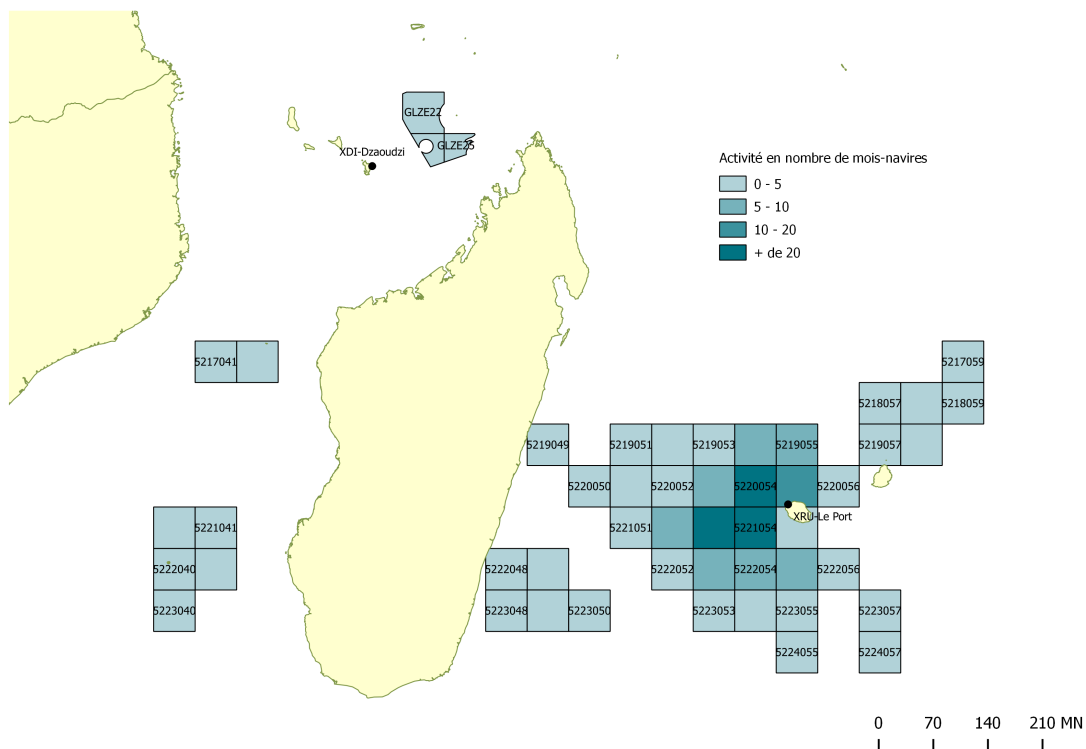 GLZE22
GLZE25
XDI-Dzaoudzi
Activité en nombre de mois-navires
0 - 5
5 - 10
10 - 20
+ de 20
5217041
5217059
5218057
5218059
5219049
5219051
5219053
5219055
5219057
5220050
5220052
5220054
5220056
XRU-Le Port
5221041
5221051
5221054
5222040
5222048
5222052
5222054
5222056
5223040
5223048
5223050
5223053
5223055
5223057
5224055
5224057
0 70 140 210 MN